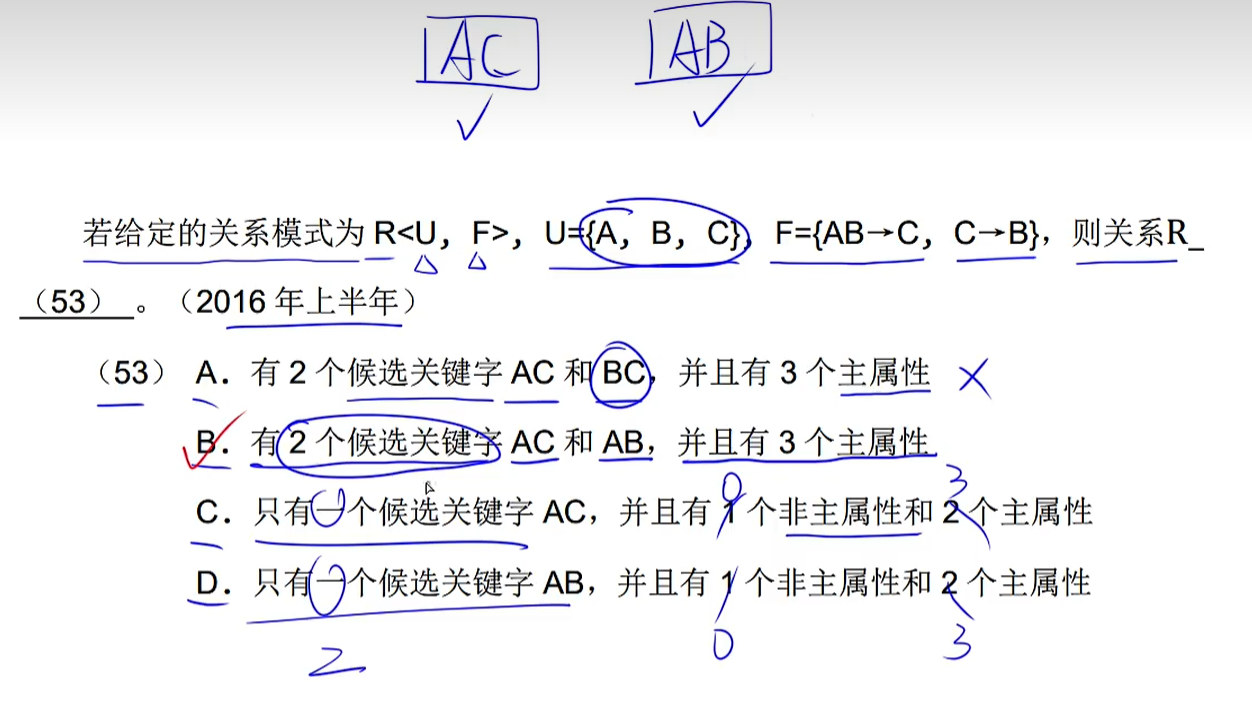 AC AB
若给定的关系模式为 R<U，F>，U={A，B，C}，F={AB→C，C→B}，则关系R_
（53）。（2016 年上半年）
（53） A．有 2 个候选关键字 AC 和 BC，并且有 3 个主属性
B．有 2 个候选关键字 AC 和 AB，并且有 3 个主属性
0 3
C．只有一个候选关键字 AC，并且有 1 个非主属性和 2 个主属性
D．只有一个候选关键字 AB，并且有 1 个非主属性和 2 个主属性
2 0 3